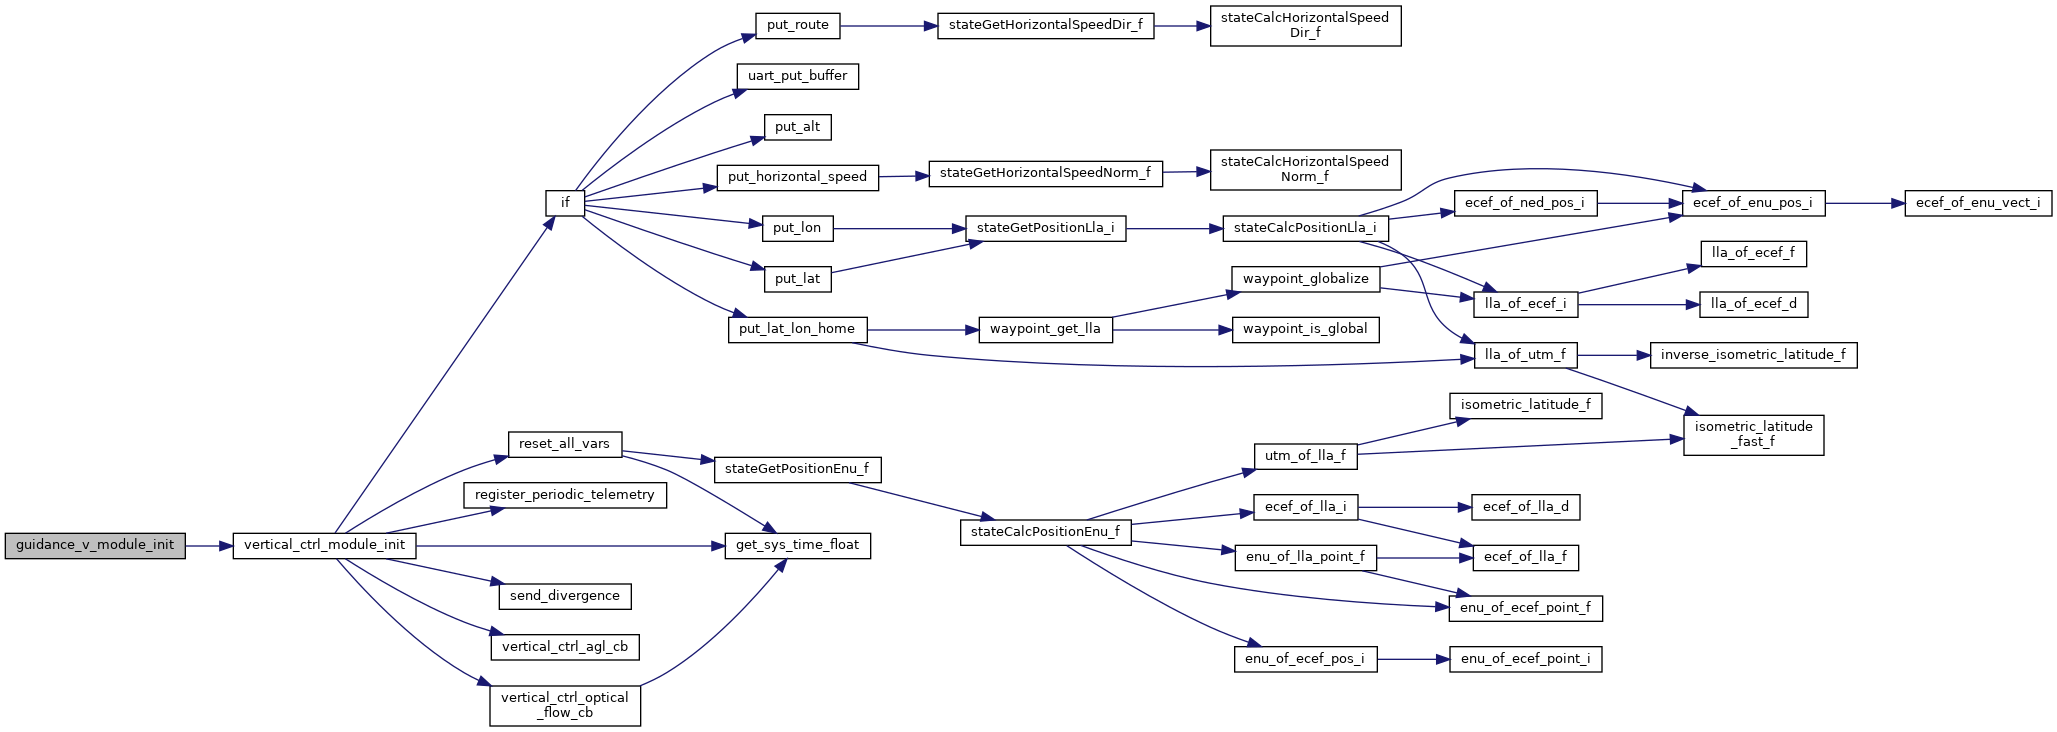 guidance_v_module_init
vertical_ctrl_module_init
if
put_route
stateGetHorizontalSpeedDir_f
stateCalcHorizontalSpeed
Dir_f
uart_put_buffer
put_alt
put_horizontal_speed
stateGetHorizontalSpeedNorm_f
stateCalcHorizontalSpeed
Norm_f
put_lon
stateGetPositionLla_i
stateCalcPositionLla_i
ecef_of_ned_pos_i
ecef_of_enu_pos_i
ecef_of_enu_vect_i
put_lat
lla_of_ecef_i
lla_of_ecef_f
lla_of_ecef_d
put_lat_lon_home
waypoint_get_lla
waypoint_globalize
waypoint_is_global
lla_of_utm_f
inverse_isometric_latitude_f
isometric_latitude
_fast_f
reset_all_vars
stateGetPositionEnu_f
stateCalcPositionEnu_f
utm_of_lla_f
isometric_latitude_f
ecef_of_lla_i
ecef_of_lla_d
enu_of_lla_point_f
ecef_of_lla_f
enu_of_ecef_point_f
enu_of_ecef_pos_i
enu_of_ecef_point_i
register_periodic_telemetry
get_sys_time_float
send_divergence
vertical_ctrl_agl_cb
vertical_ctrl_optical
_flow_cb